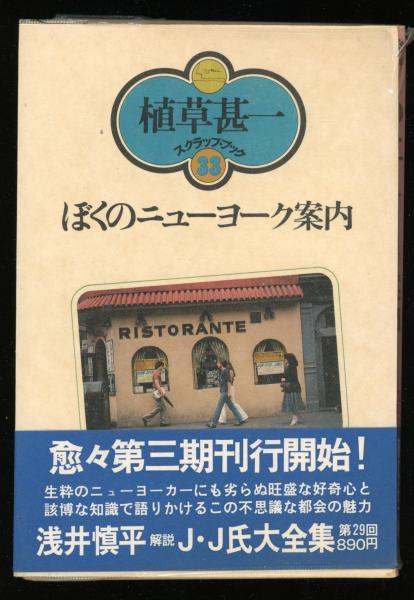 植草甚一
スクラップ・ブック
33
ぼくのニューヨーク案内
RISTORANTE
愈々第三期刊行開始!
生粋のニューヨーカーにも劣らぬ旺盛な好奇心と
該博な知識で語りかけるこの不思議な都会の魅力
浅井慎平 解説 J・J氏大全集 第29回 890円